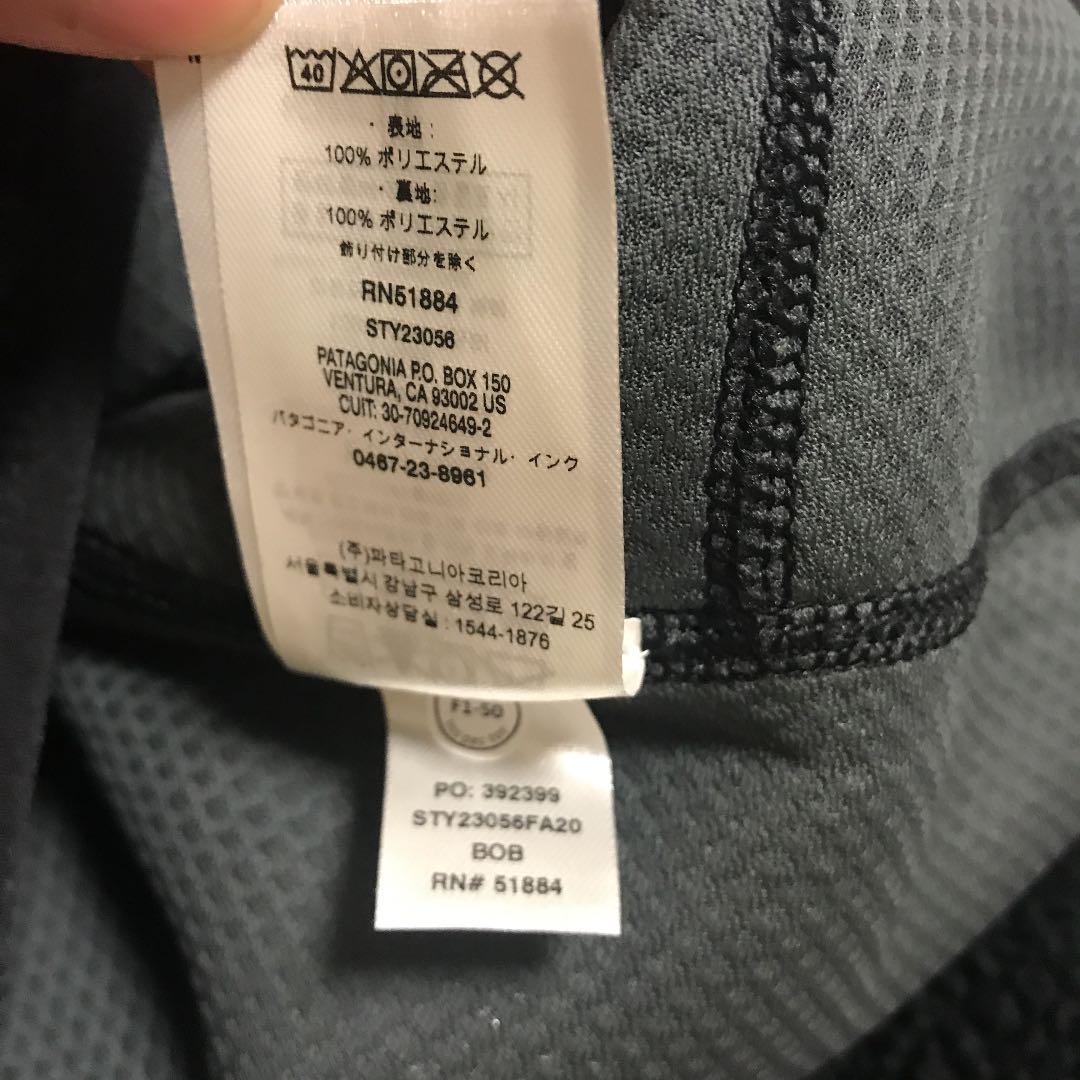 40
・表地：
100% ポリエステル
・裏地:
100% ポリエステル
飾り付け部分を除く
RN51884
STY23056
PATAGONIA P.O. BOX 150
VENTURA, CA 93002 US
CUIT: 30-70924649-2
パタゴニア・インターナショナル・インク
0467-23-8961
(주)파타고니아코리아
서울특별시 강남구 삼성로 122길 25
소비자상담실 : 1544-1876
F2-50
PO: 392399
STY23056FA20
BOB
RN# 51884